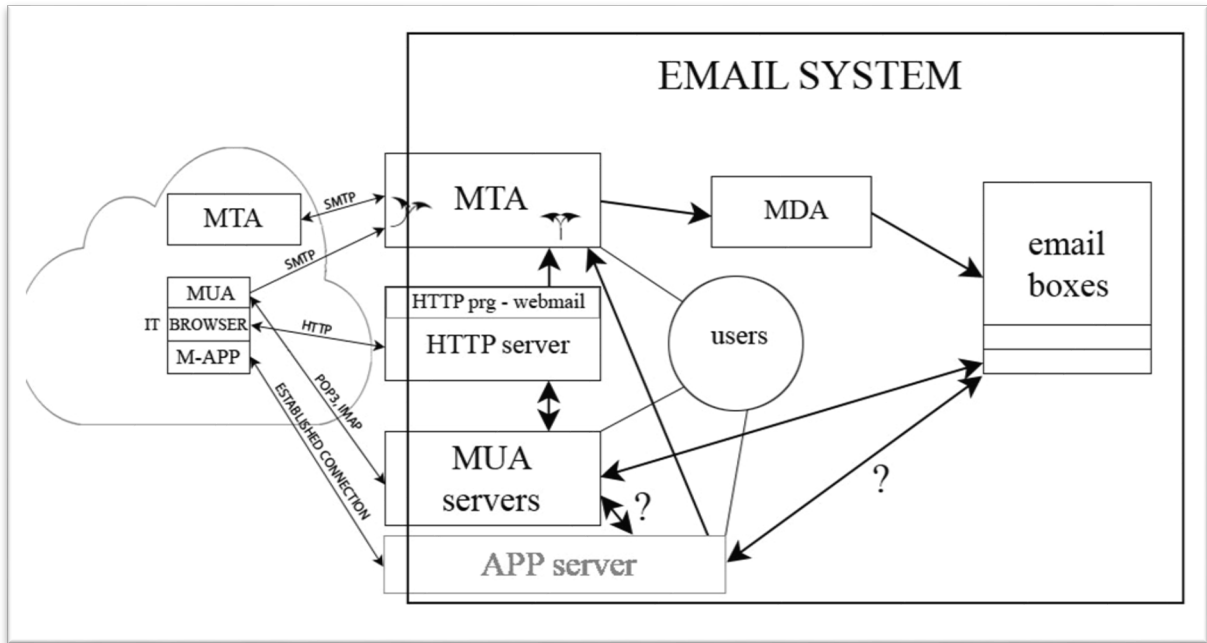 EMAIL SYSTEM
MTA
SMTP
MTA
MDA
email
boxes
SMTP
MUA
IT
BROWSER
M-APP
HTTP
HTTP prg - webmail
HTTP server
users
POP3, IMAP
ESTABLISHED CONNECTION
MUA
servers
?
?
APP server